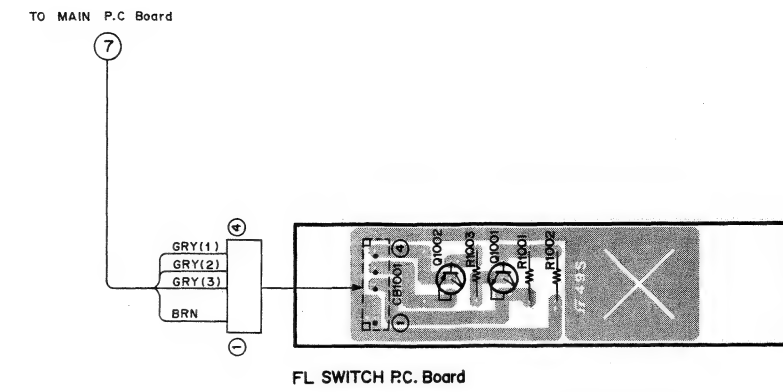 TO MAIN P.C Board
7
GRY(1)
GRY(2)
GRY(3)
BRN
4
1
4
1
CB1001
Q1002
R1003
Q1001
R1001
R1002
FL SWITCH P.C. Board